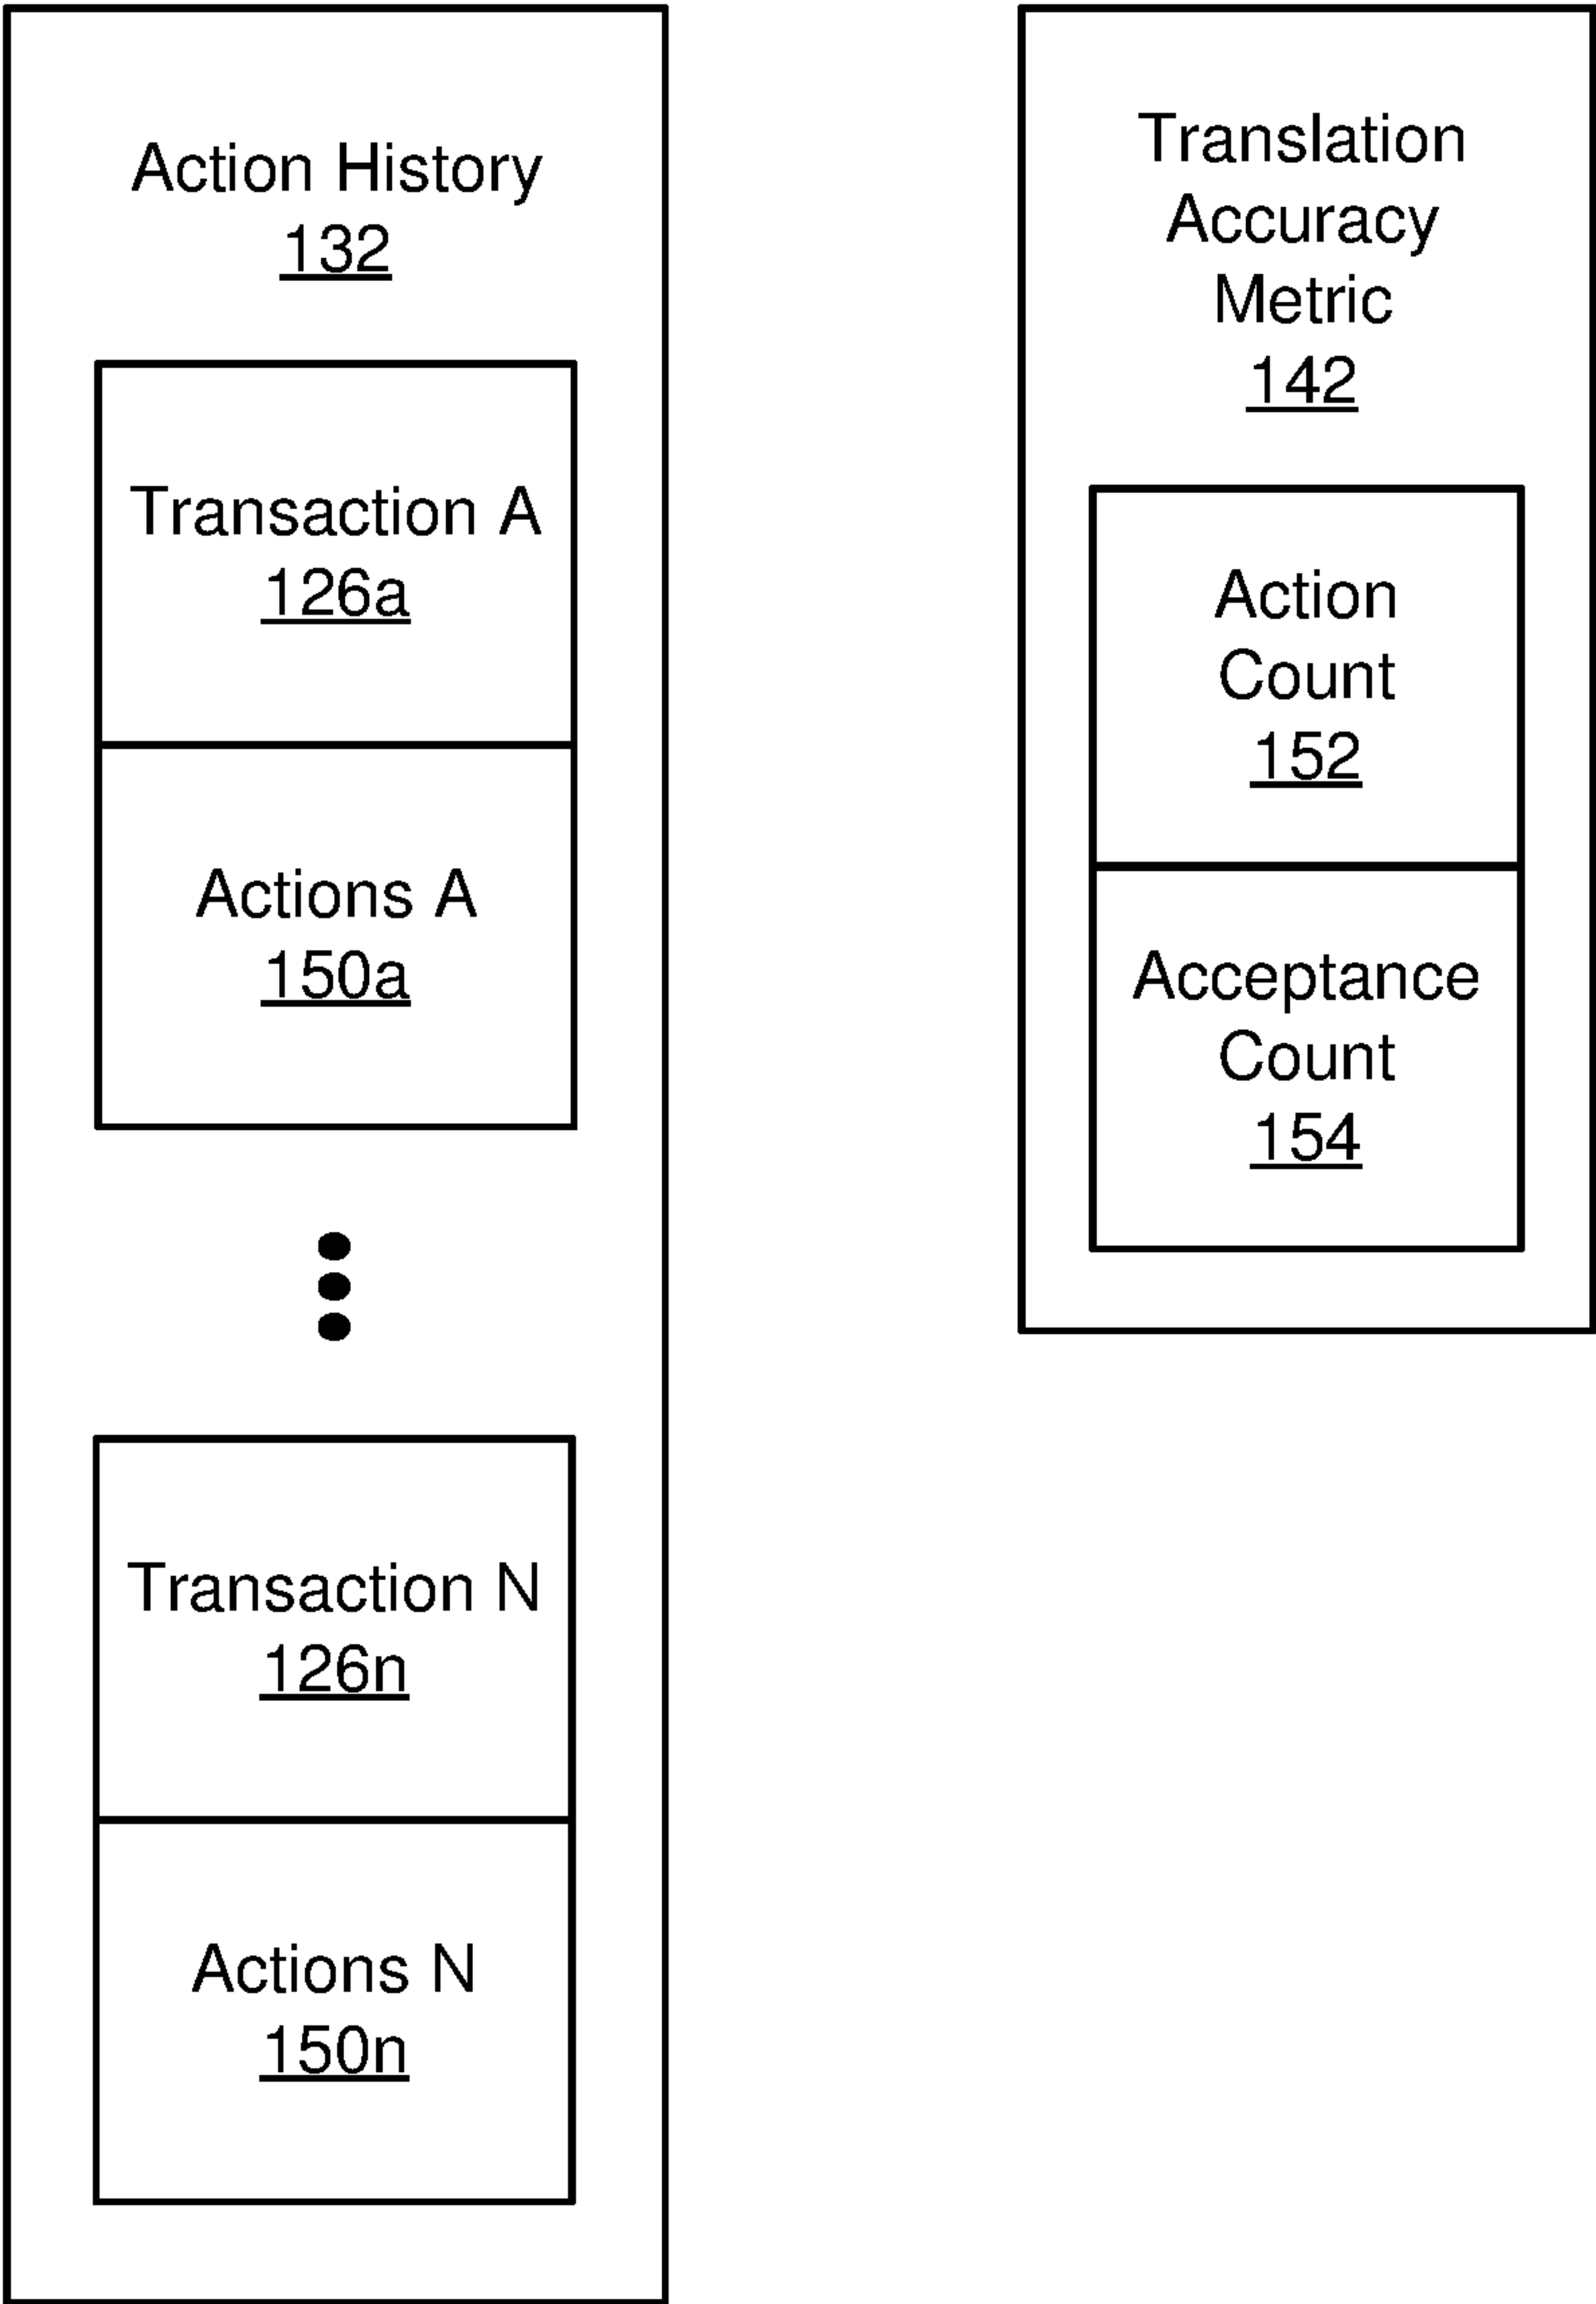 Action History
132
Transaction A
126a
Actions A
150a
Transaction N
126n
Actions N
150n
Translation
Accuracy
Metric
142
Action
Count
152
Acceptance
Count
154